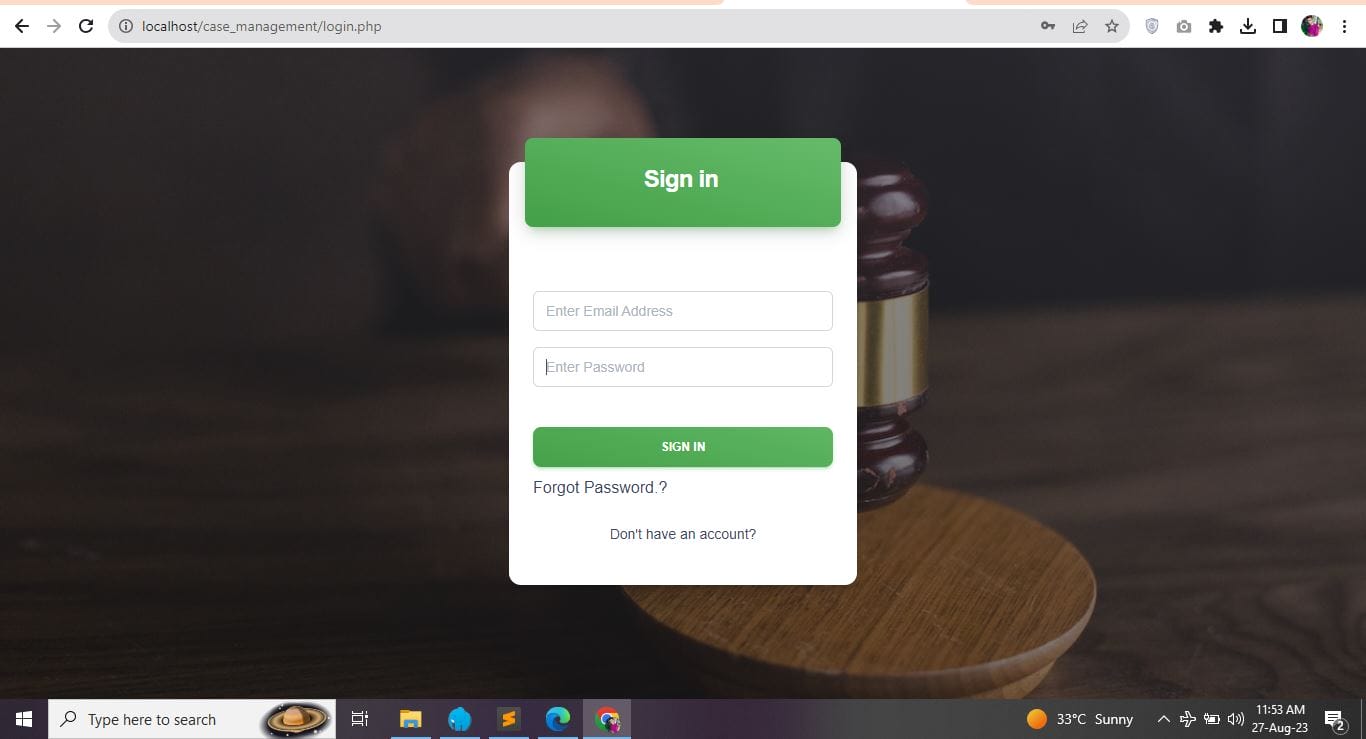 localhost/case_management/login.php
Sign in
Enter Email Address
Enter Password
SIGN IN
Forgot Password.?
Don't have an account?
Type here to search
33°C Sunny
11:53 AM
27-Aug-23
2